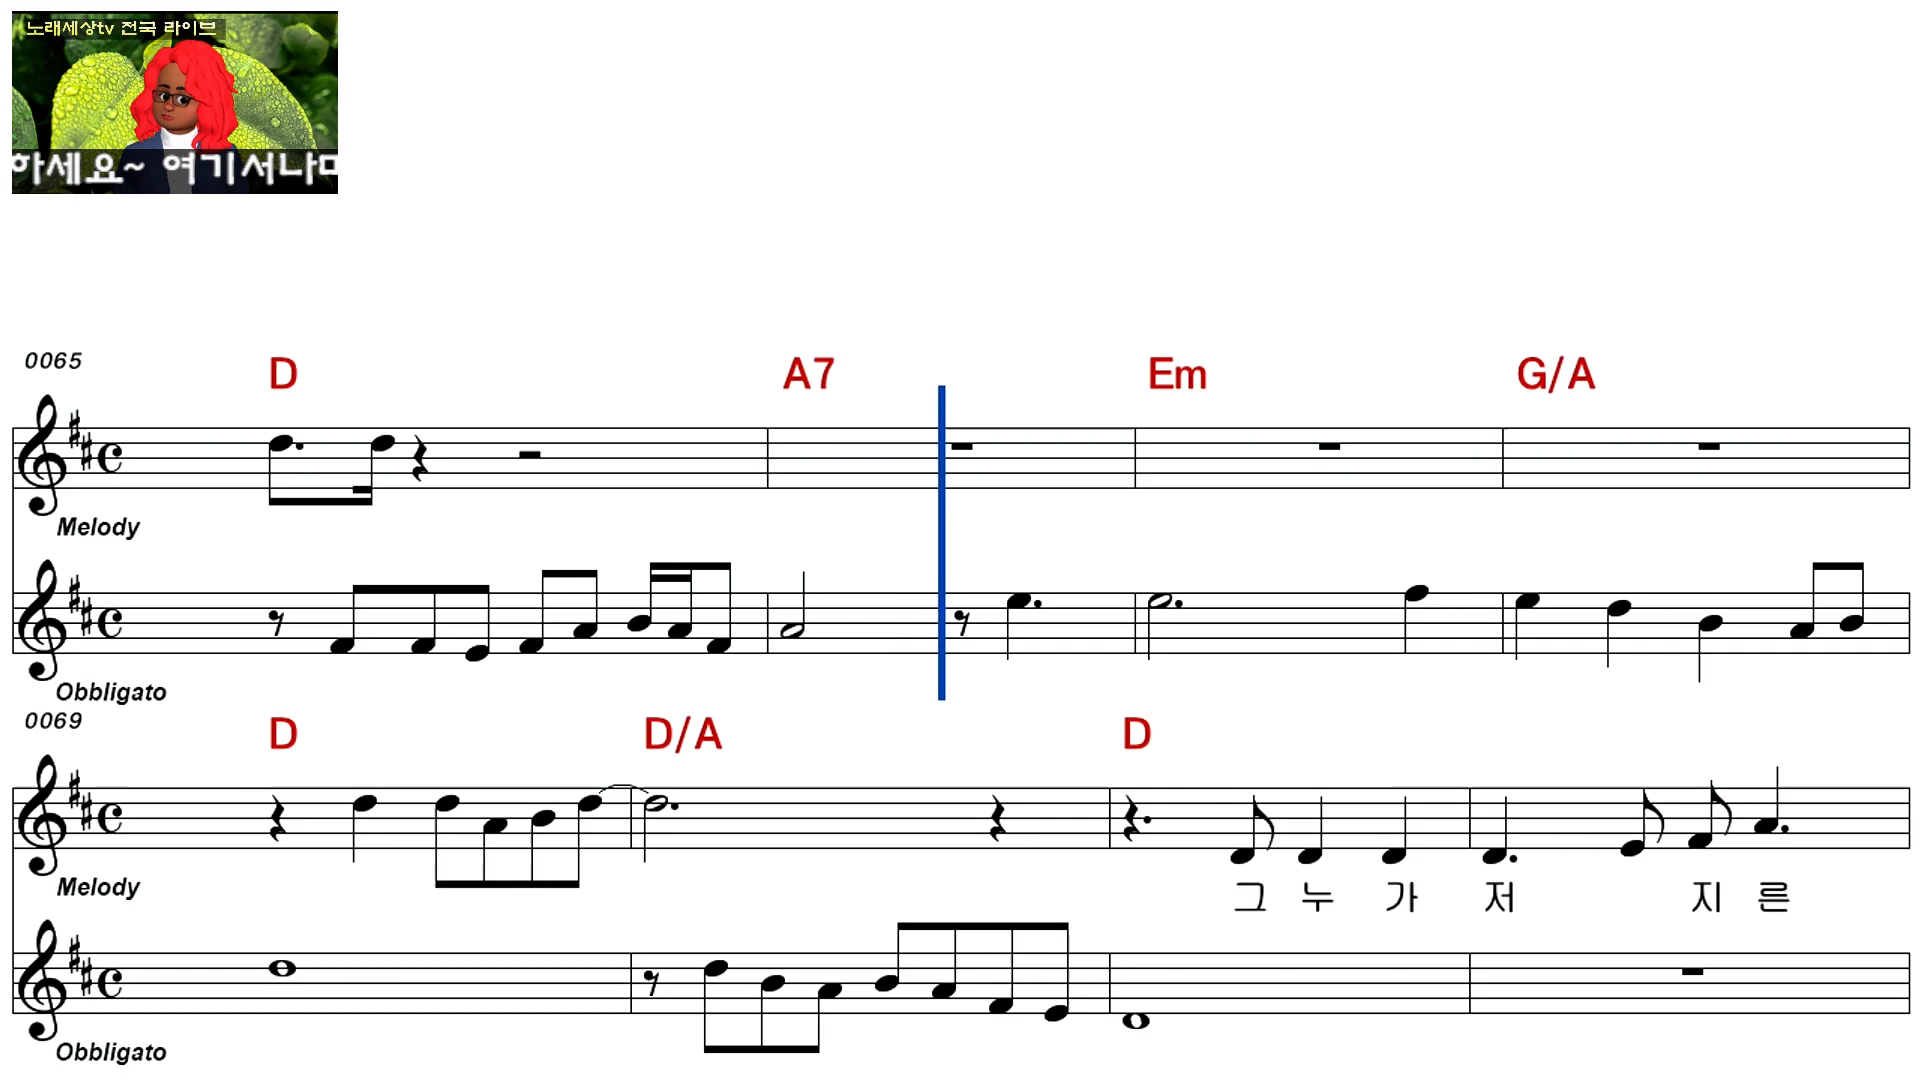 노래세상tv 전국 라이브
하세요~ 여기서나
0065
D A7 Em G/A
Melody
Obbligato
0069
D D/A D
Melody
그 누 가 저 지 른
Obbligato